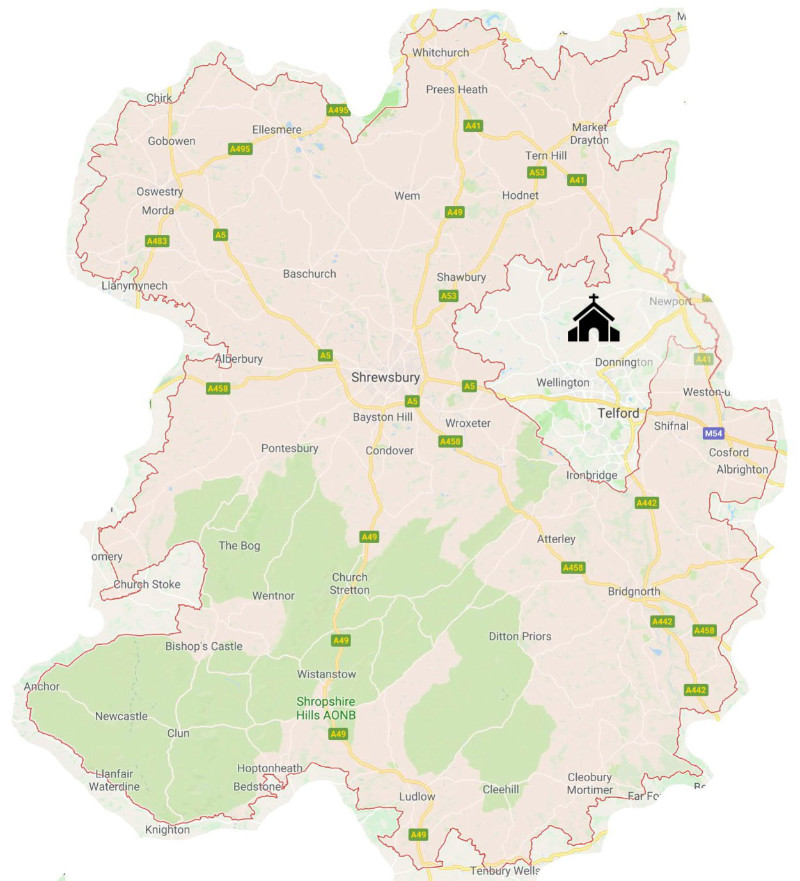 M
Whitchurch
Prees Heath
Chirk
A495
Ellesmere
A41
Market
Drayton
Gobowen
A495
Tern Hill
A53
A41
Oswestry
Wem
Hodnet
Morda
A49
A483
A5
Baschurch
Shawbury
Llanymynech
A53
Newport
Alberbury
A5
Donnington
A41
Shrewsbury
Wellington
A458
A5
Weston-u
A5
Telford
Bayston Hill
Wroxeter
Shifnal
M54
A458
Pontesbury
Condover
Cosford
Albrighton
Ironbridge
A442
A49
Atterley
The Bog
omery
A458
Church Stoke
Church
Stretton
Wentnor
Bridgnorth
A442
A458
A49
Ditton Priors
Bishop's Castle
Wistanstow
Anchor
A442
Shropshire
Hills AONB
Newcastle
Clun
A49
Hoptonheath
Llanfair
Waterdine
Bedstone
Cleobury
Mortimer
Cleehill
Ludlow
Far Fo
Knighton
A49
Tenbury Wells